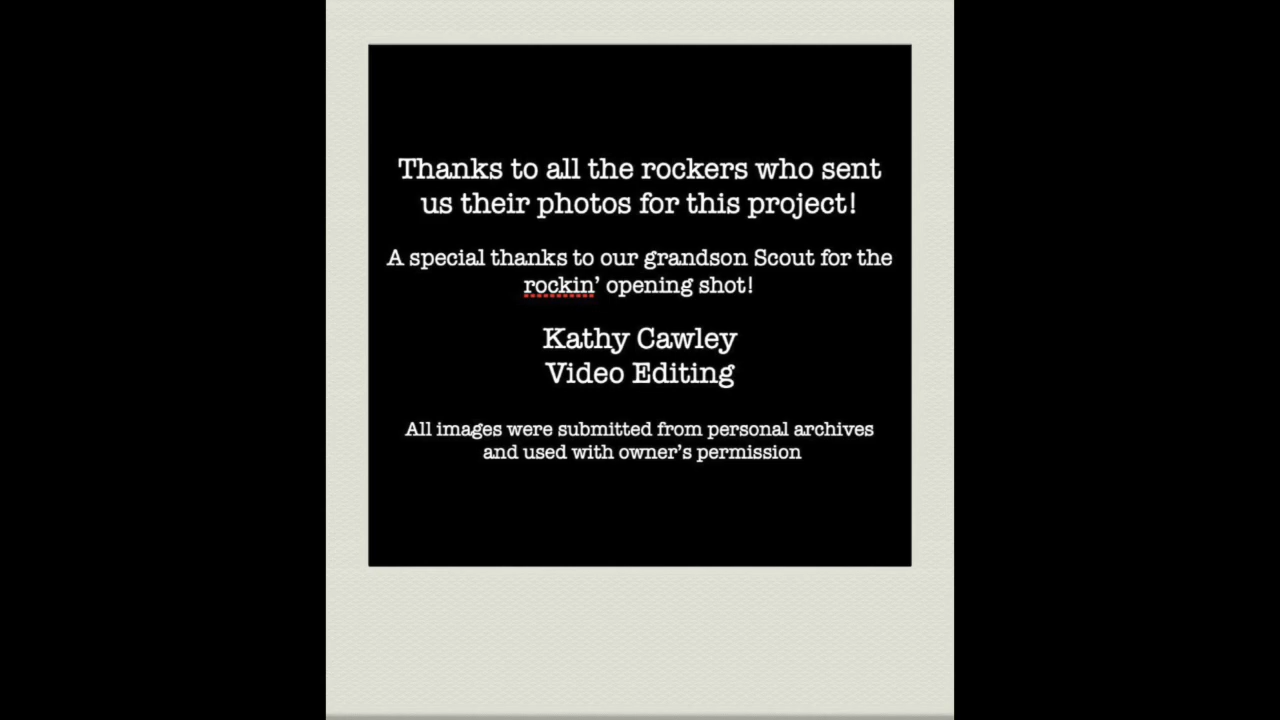 Thanks to all the rockers who sent
us their photos for this project!
A special thanks to our grandson Scout for the
rockin’ opening shot!
Kathy Cawley
Video Editing
All images were submitted from personal archives
and used with owner’s permission